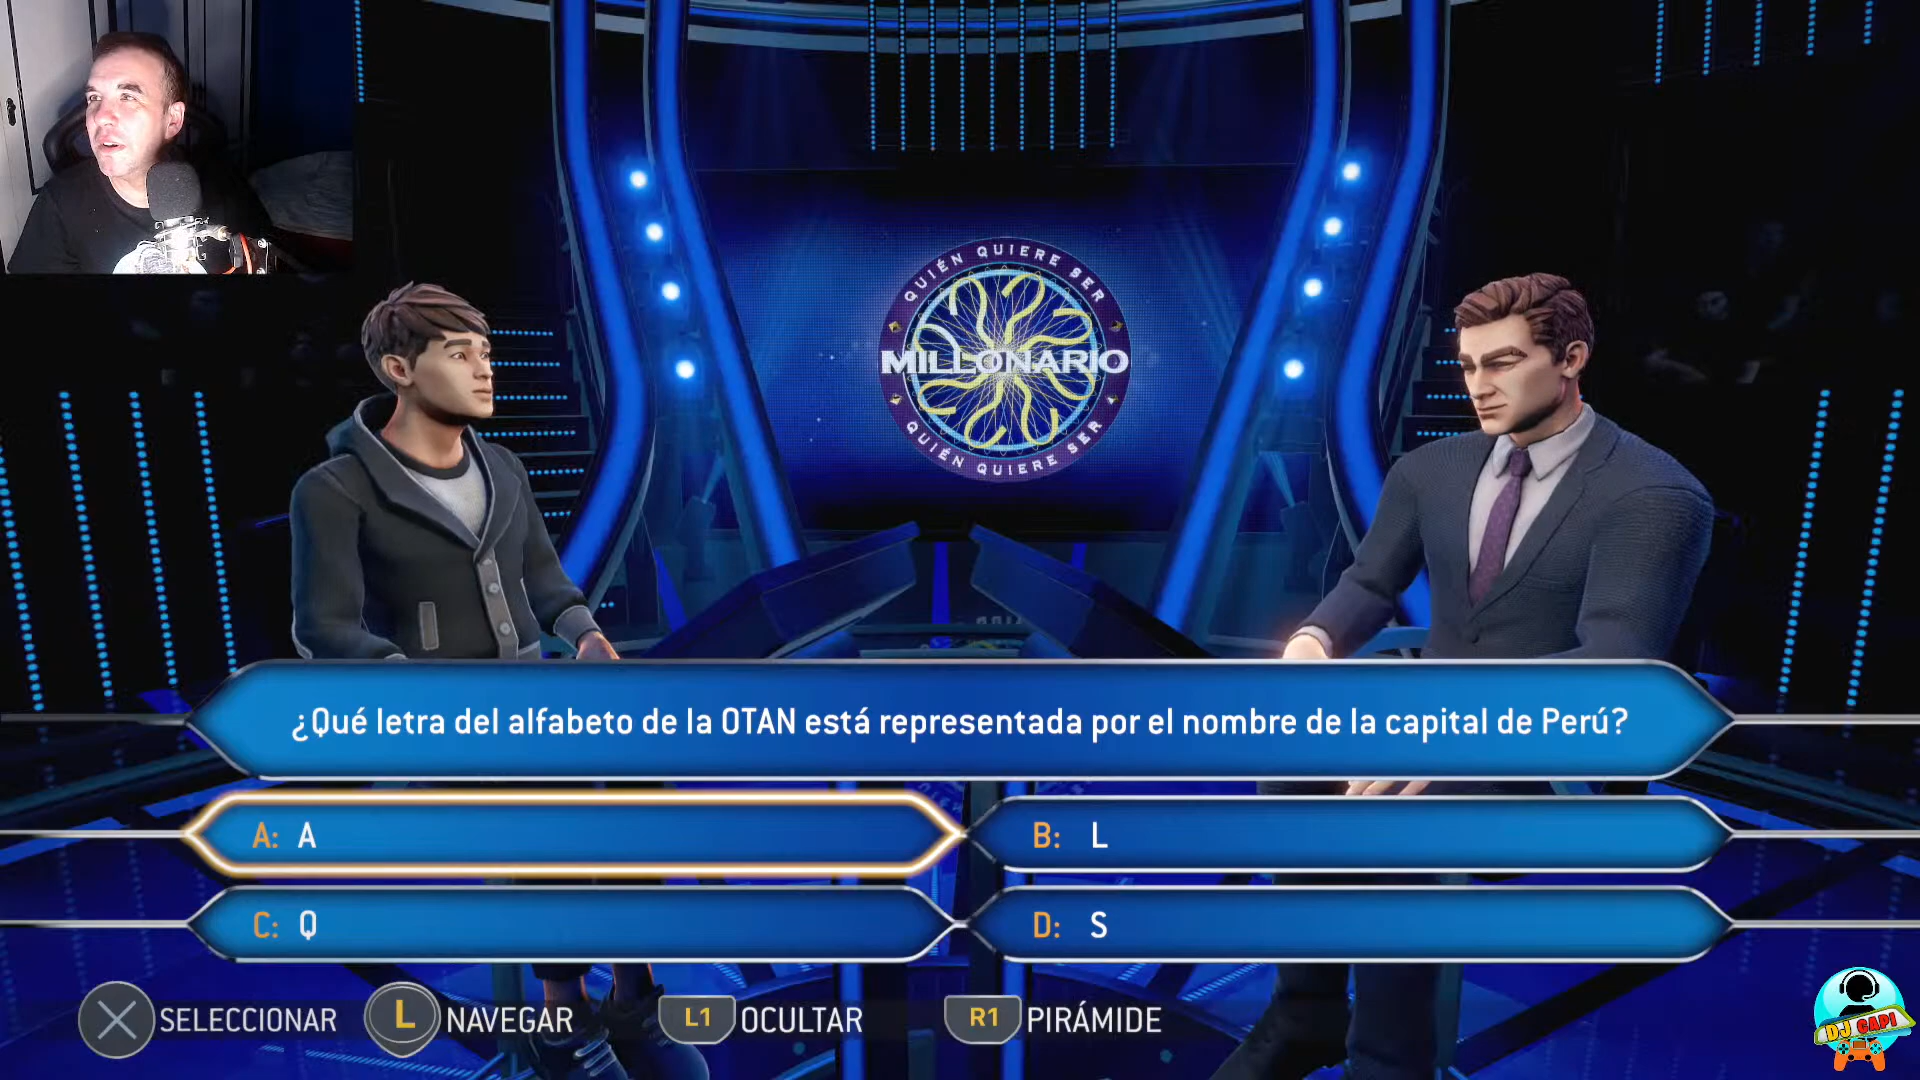 QUIÉN QUIERE SER
MILLONARIO
QUIÉN QUIERE SER
¿Qué letra del alfabeto de la OTAN está representada por el nombre de la capital de Perú?
A: A
B: L
C: Q
D: S
L SELECCIONAR NAVEGAR
L1 OCULTAR
R1 PIRÁMIDE
DJ CAPI